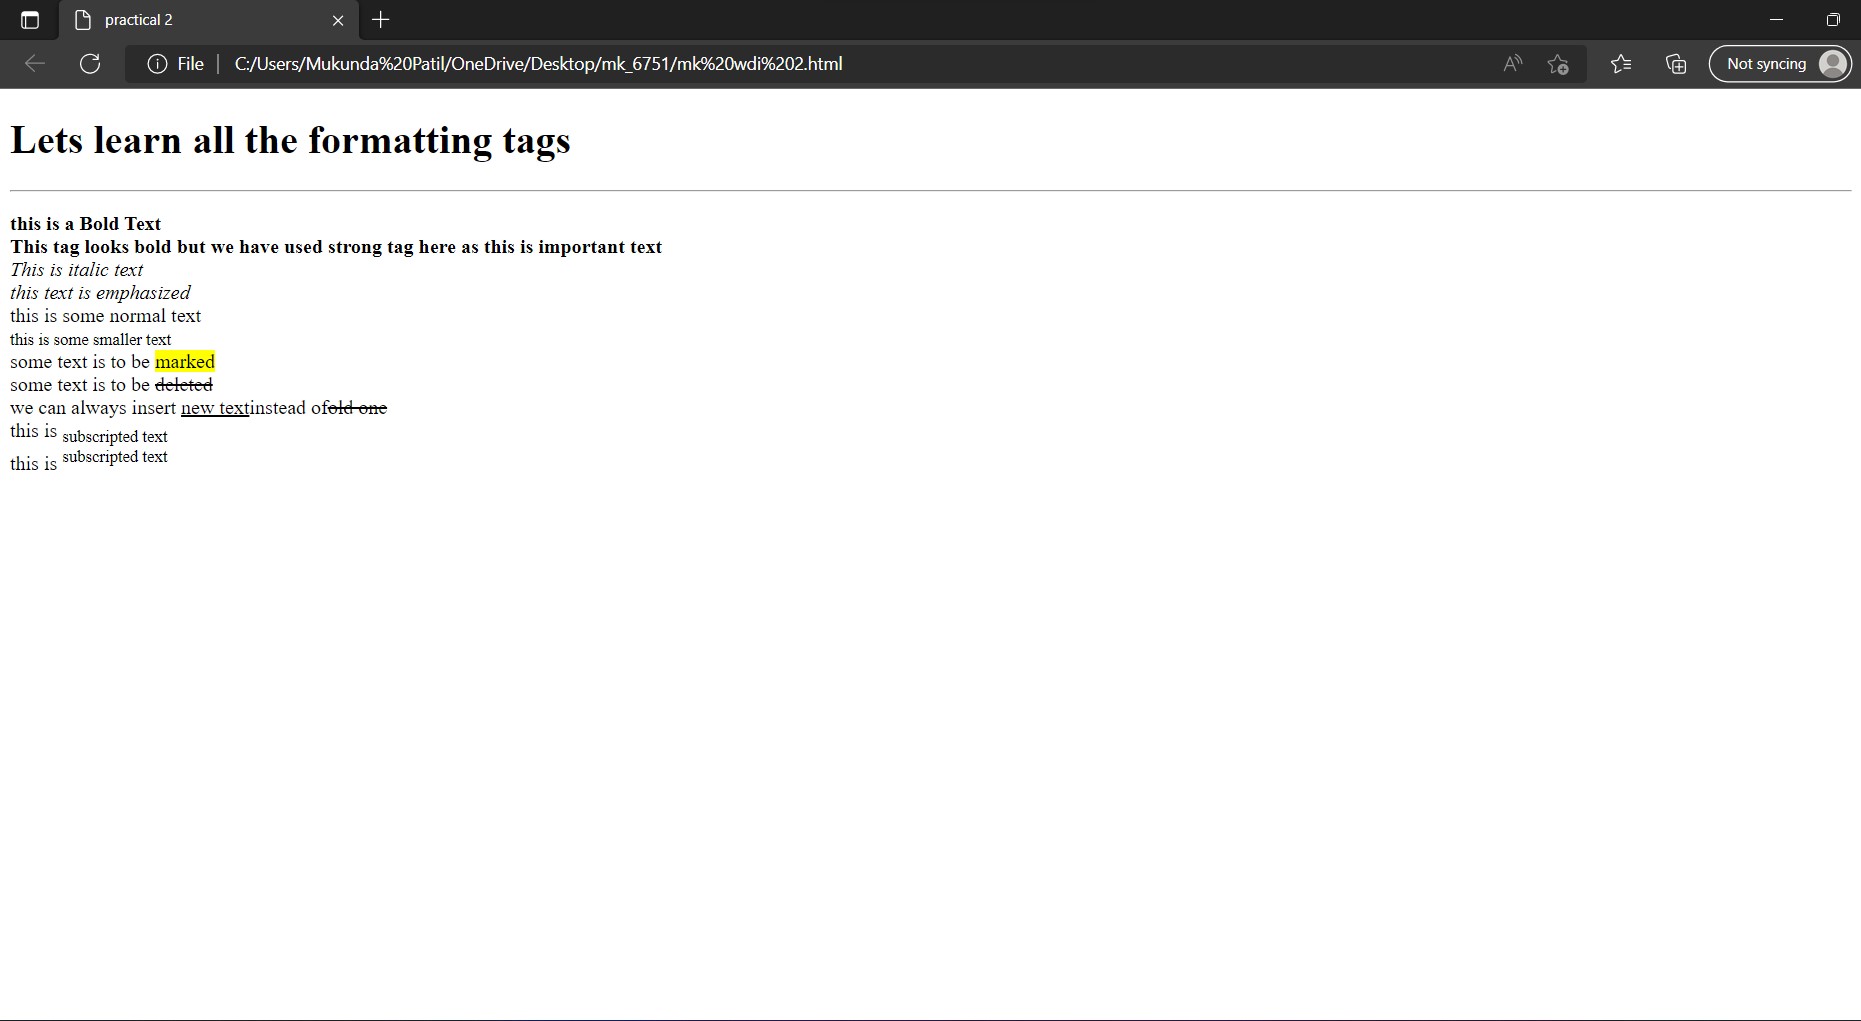 practical 2
File C:/Users/Mukunda%20Patil/OneDrive/Desktop/mk_6751/mk%20wdi%202.html Not syncing
Lets learn all the formatting tags
this is a Bold Text
This tag looks bold but we have used strong tag here as this is important text
This is italic text
this text is emphasized
this is some normal text
this is some smaller text
some text is to be marked
some text is to be deleted
we can always insert new textinstead ofold one
this is subscripted text
this is subscripted text